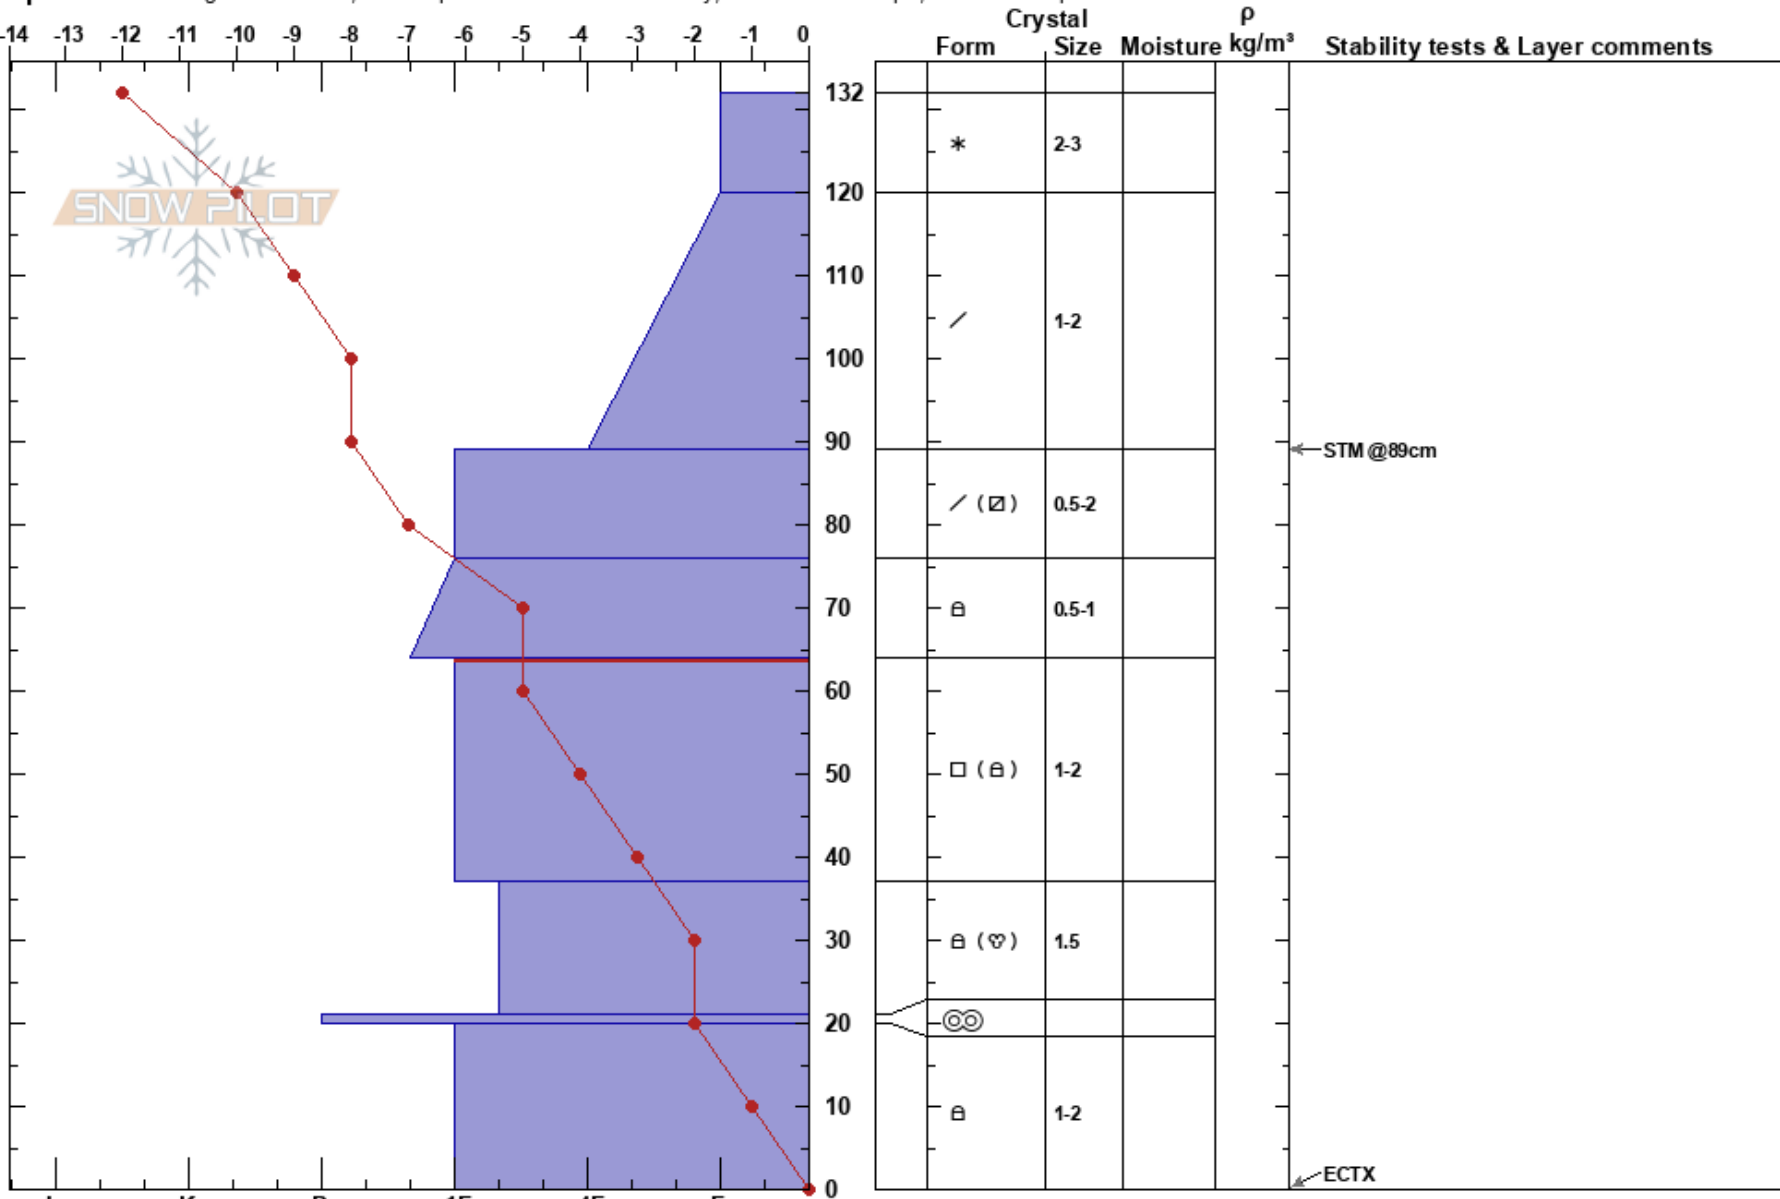 Crystal ρ
-14 -13 -12 -11 -10 -9 -8 -7 -6 -5 -4 -3 -2 -1 0 Form Size Moisture kg/m³ Stability tests & Layer comments
132
2-3
SNOW PILOT 120
110
1-2
100
90
STM @89cm
( ) 0.5-2
80
70 0.5-1
60
50 ( ) 1-2
40
30 ( ) 1.5
20
10 1-2
ECTX
0